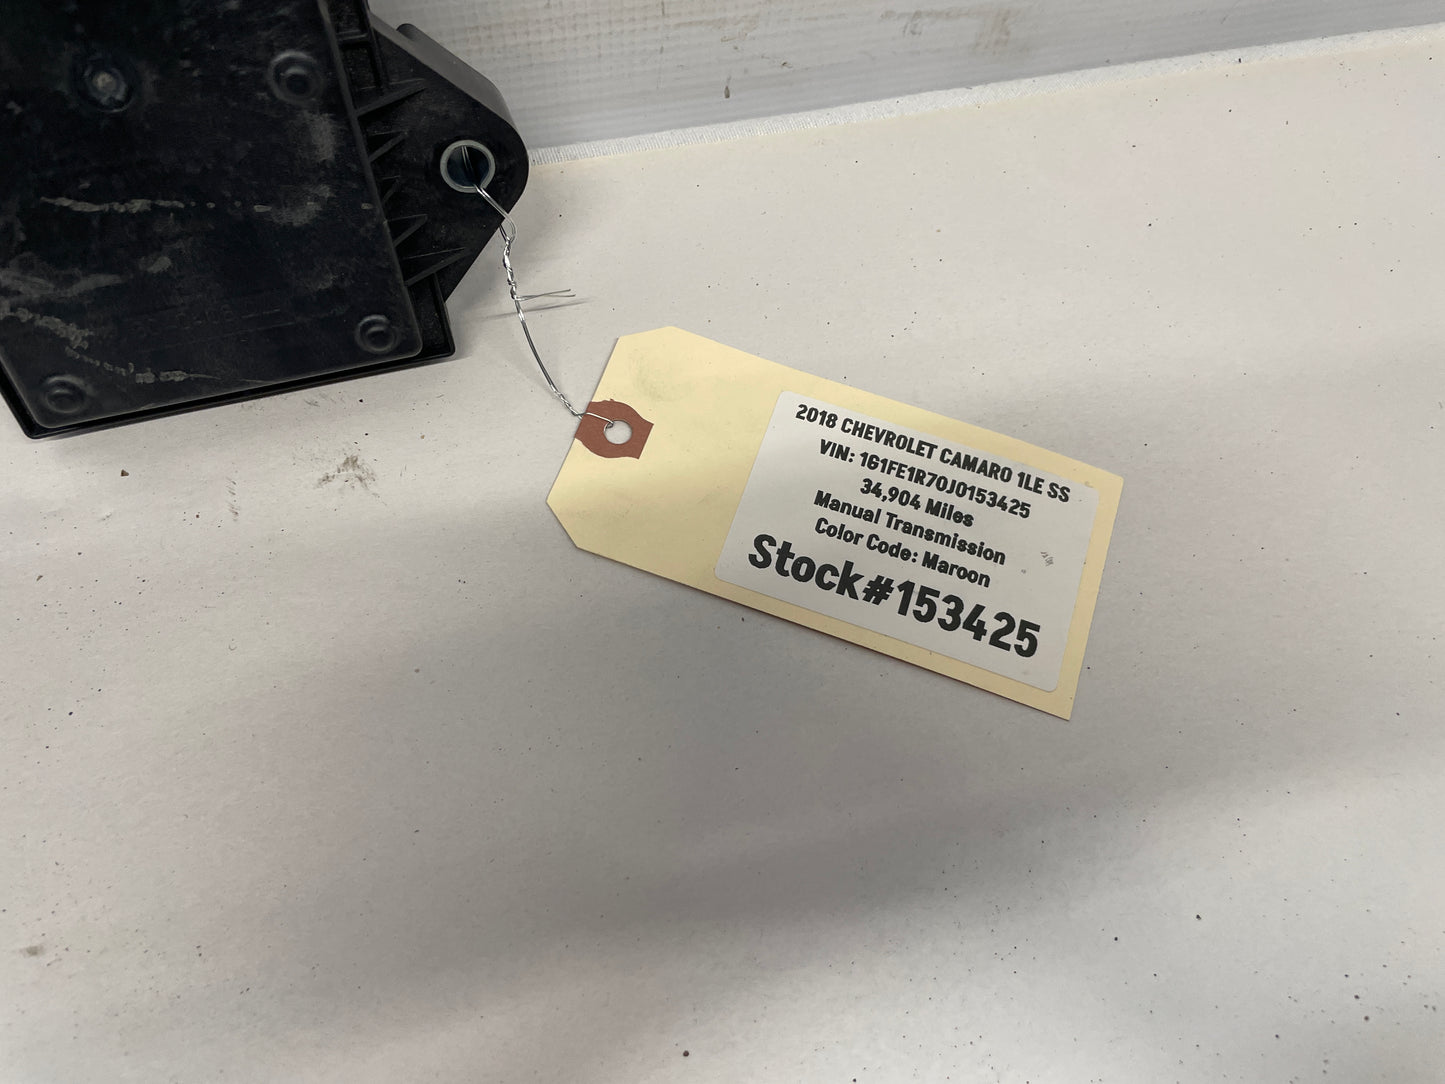 2018 CHEVROLET CAMARO 1LE SS
VIN: 1G1FE1R70J0153425
34,904 Miles
Manual Transmission
Color Code: Maroon
Stock#153425